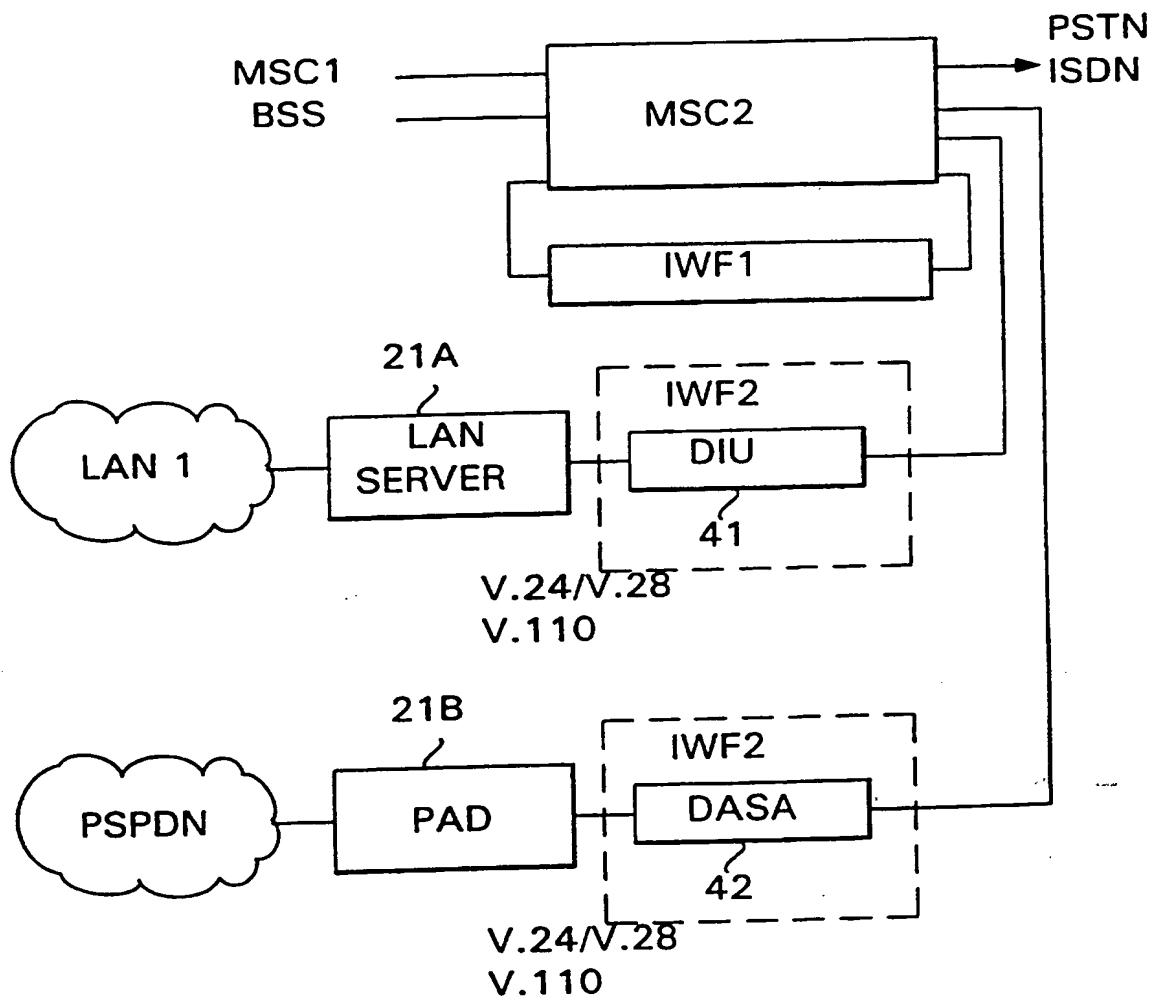 PSTN
MSC1
ISDN
BSS
MSC2
IWF1
21A
IWF2
LAN 1
LAN
SERVER
DIU
41
V.24/V.28
V.110
21B
IWF2
PSPDN
PAD
DASA
42
V.24/V.28
V.110